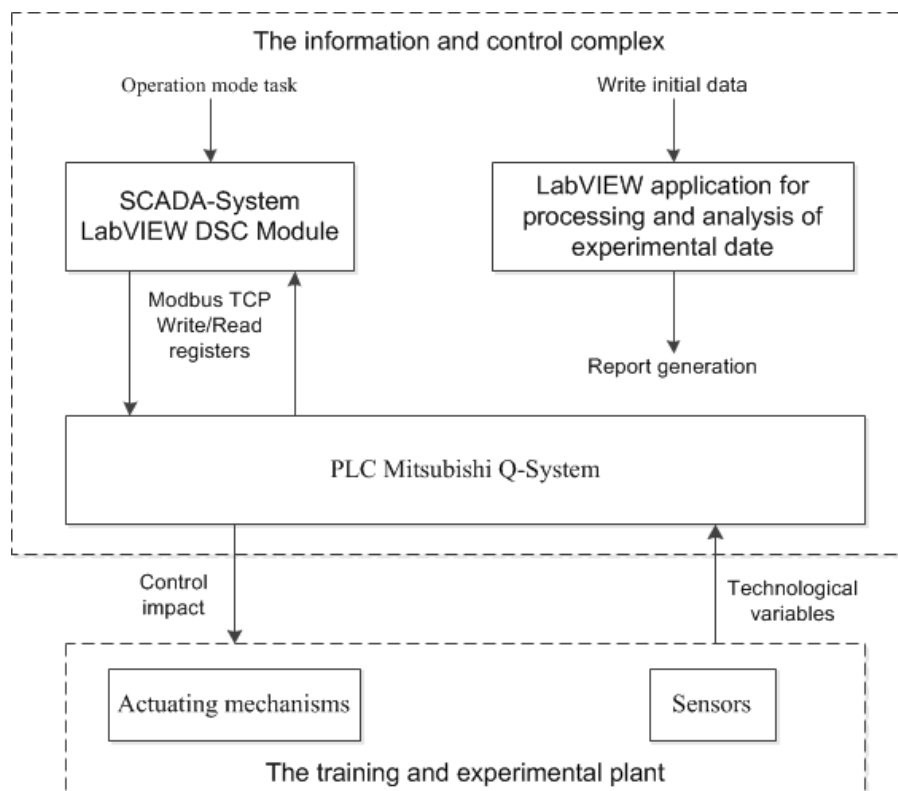 The information and control complex
Operation mode task
Write initial data
SCADA-System
LabVIEW DSC Module
LabVIEW application for
processing and analysis of
experimental date
Modbus TCP
Write/Read
registers
Report generation
PLC Mitsubishi Q-System
Control
impact
Technological
variables
Actuating mechanisms
Sensors
The training and experimental plant